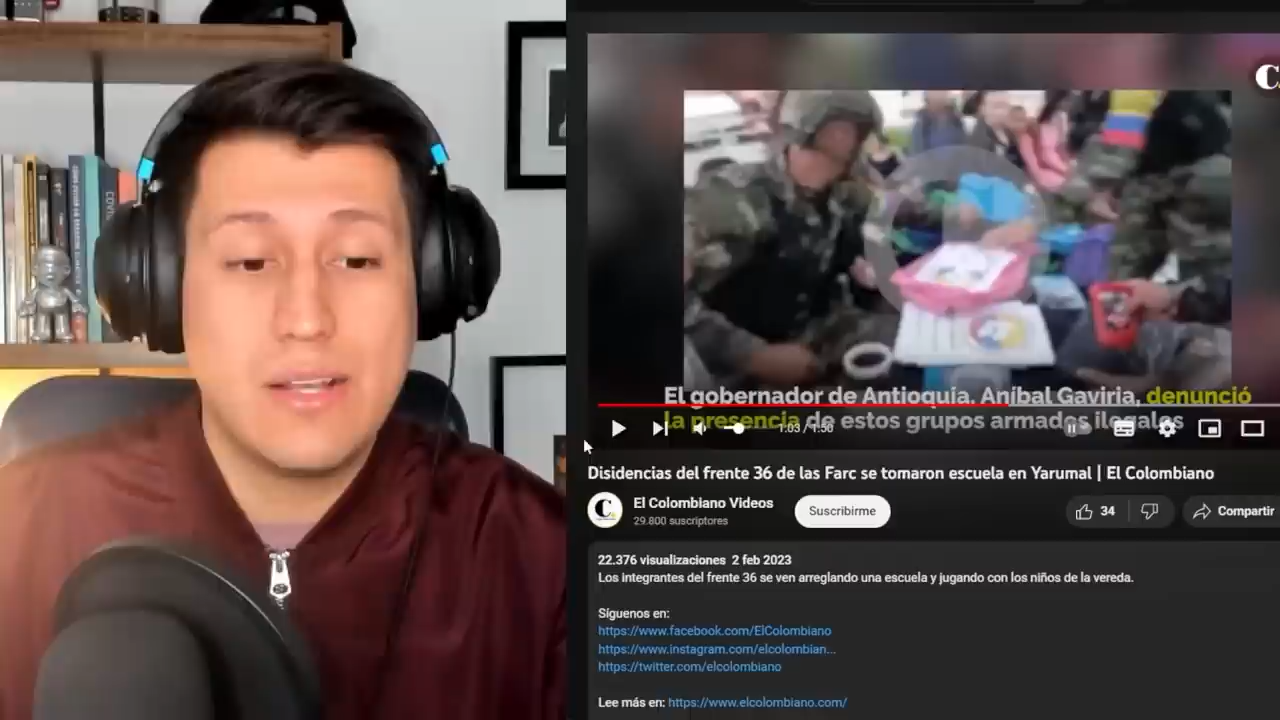 C
El gobernador de Antioquía, Aníbal Gaviria, denunció
la presencia de estos grupos armados ilegales
1:03 / 1:50
Disidencias del frente 36 de las Farc se tomaron escuela en Yarumal | El Colombiano
C
El Colombiano Videos
29.800 suscriptores
Suscribirme
34
Compartir
22.376 visualizaciones 2 feb 2023
Los integrantes del frente 36 se ven arreglando una escuela y jugando con los niños de la vereda.
Síguenos en:
https://www.facebook.com/ElColombiano
https://www.instagram.com/elcolombian...
https://twitter.com/elcolombiano
Lee más en: https://www.elcolombiano.com/